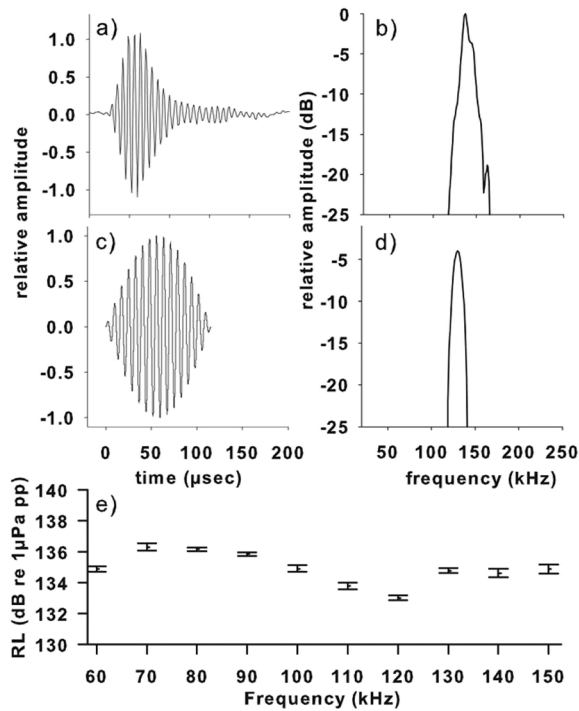 a)
1.0
0.5
0.0
-0.5
-1.0
b)
0
-5
-10
-15
-20
-25
c)
1.0
0.5
0.0
-0.5
-1.0
d)
-5
-10
-15
-20
-25
relative amplitude
relative amplitude (dB)
0 50 100 150 200
time (µsec)
50 100 150 200 250
frequency (kHz)
e)
140
138
136
134
132
130
RL (dB re 1µPa pp)
60 70 80 90 100 110 120 130 140 150
Frequency (kHz)